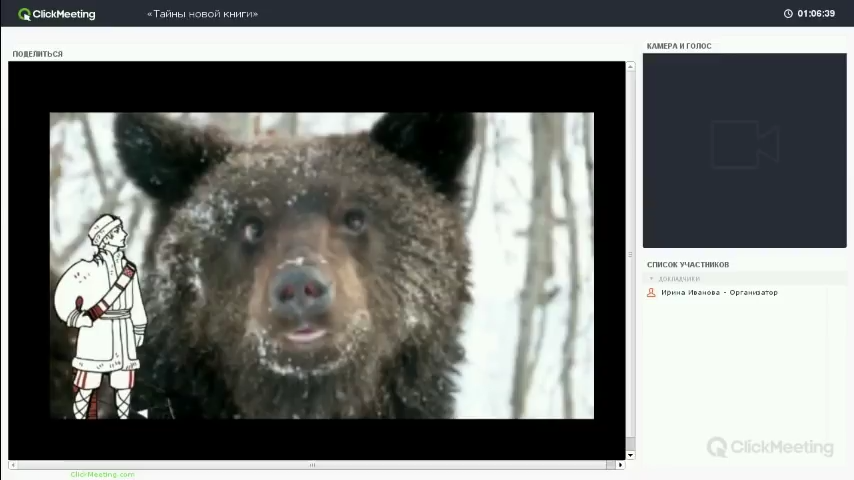 ClickMeeting
«Тайны новой книги»
01:06:39
ПОДЕЛИТЬСЯ
КАМЕРА И ГОЛОС
СПИСОК УЧАСТНИКОВ
ДОКЛАДЧИКИ
Ирина Иванова - Организатор
ClickMeeting
ClickMeeting.com